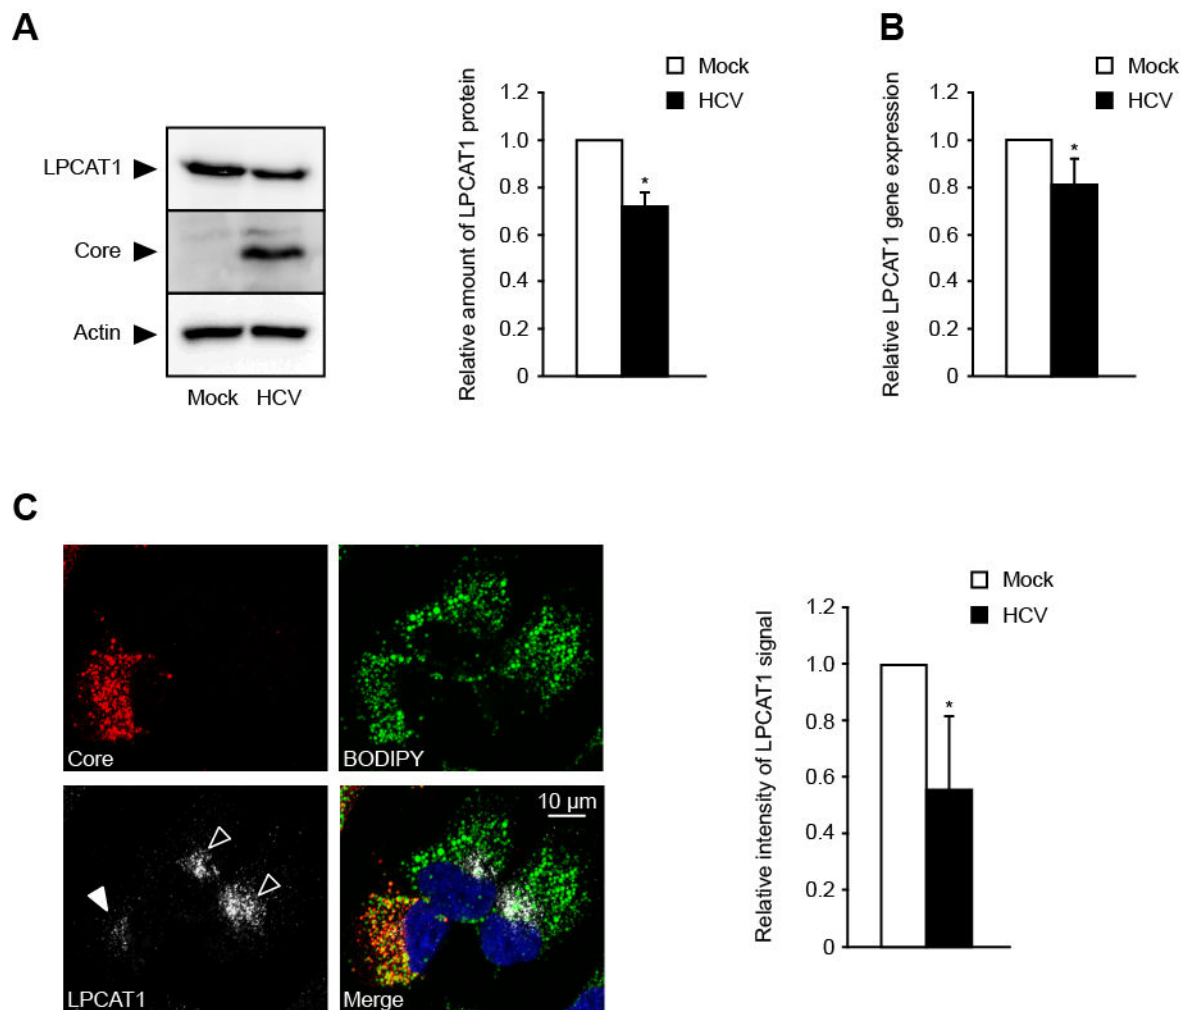 A
LPCAT1
Core
Actin
Mock HCV
Relative amount of LPCAT1 protein
Mock
HCV
1.2
1.0
0.8
0.6
0.4
0.2
0
B
Relative LPCAT1 gene expression
Mock
HCV
1.2
1.0
0.8
0.6
0.4
0.2
0
*
*
C
Core
BODIPY
LPCAT1
10 µm
Merge
Relative intensity of LPCAT1 signal
Mock
HCV
1.2
1.0
0.8
0.6
0.4
0.2
0
*